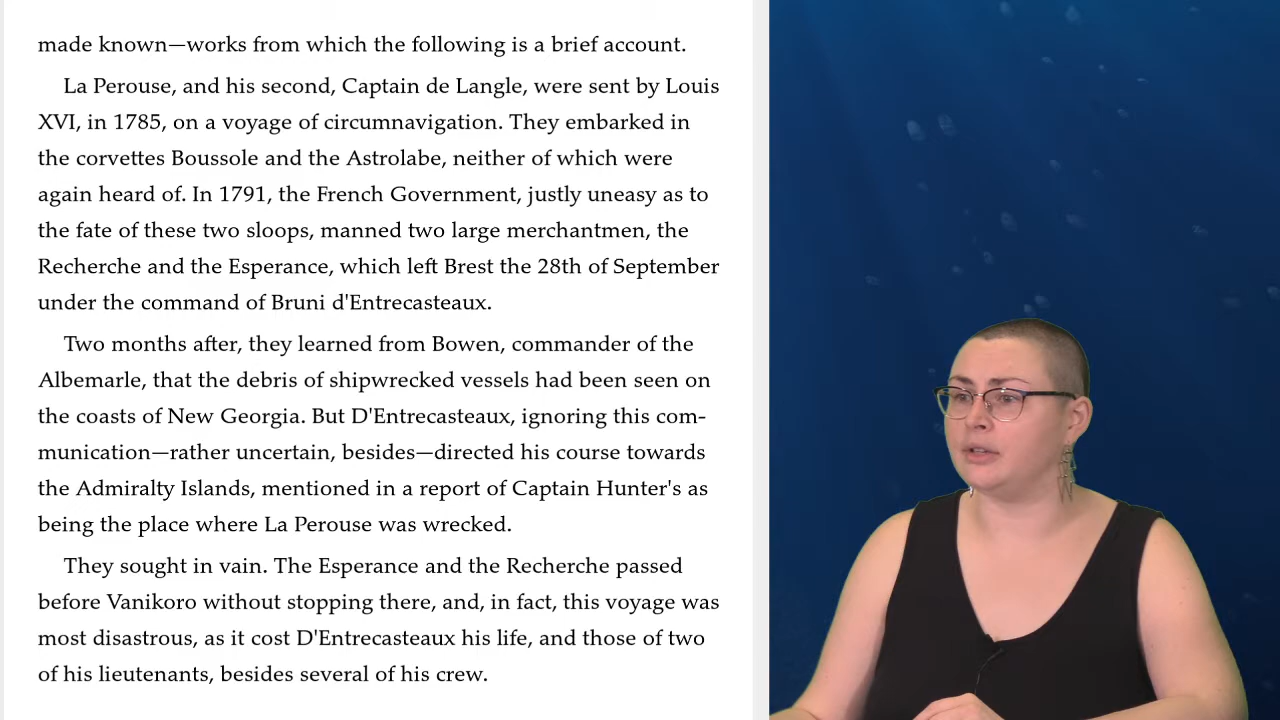 made known—works from which the following is a brief account.
La Perouse, and his second, Captain de Langle, were sent by Louis
XVI, in 1785, on a voyage of circumnavigation. They embarked in
the corvettes Boussole and the Astrolabe, neither of which were
again heard of. In 1791, the French Government, justly uneasy as to
the fate of these two sloops, manned two large merchantmen, the
Recherche and the Esperance, which left Brest the 28th of September
under the command of Bruni d'Entrecasteaux.
Two months after, they learned from Bowen, commander of the
Albemarle, that the debris of shipwrecked vessels had been seen on
the coasts of New Georgia. But D'Entrecasteaux, ignoring this com-
munication—rather uncertain, besides—directed his course towards
the Admiralty Islands, mentioned in a report of Captain Hunter's as
being the place where La Perouse was wrecked.
They sought in vain. The Esperance and the Recherche passed
before Vanikoro without stopping there, and, in fact, this voyage was
most disastrous, as it cost D'Entrecasteaux his life, and those of two
of his lieutenants, besides several of his crew.